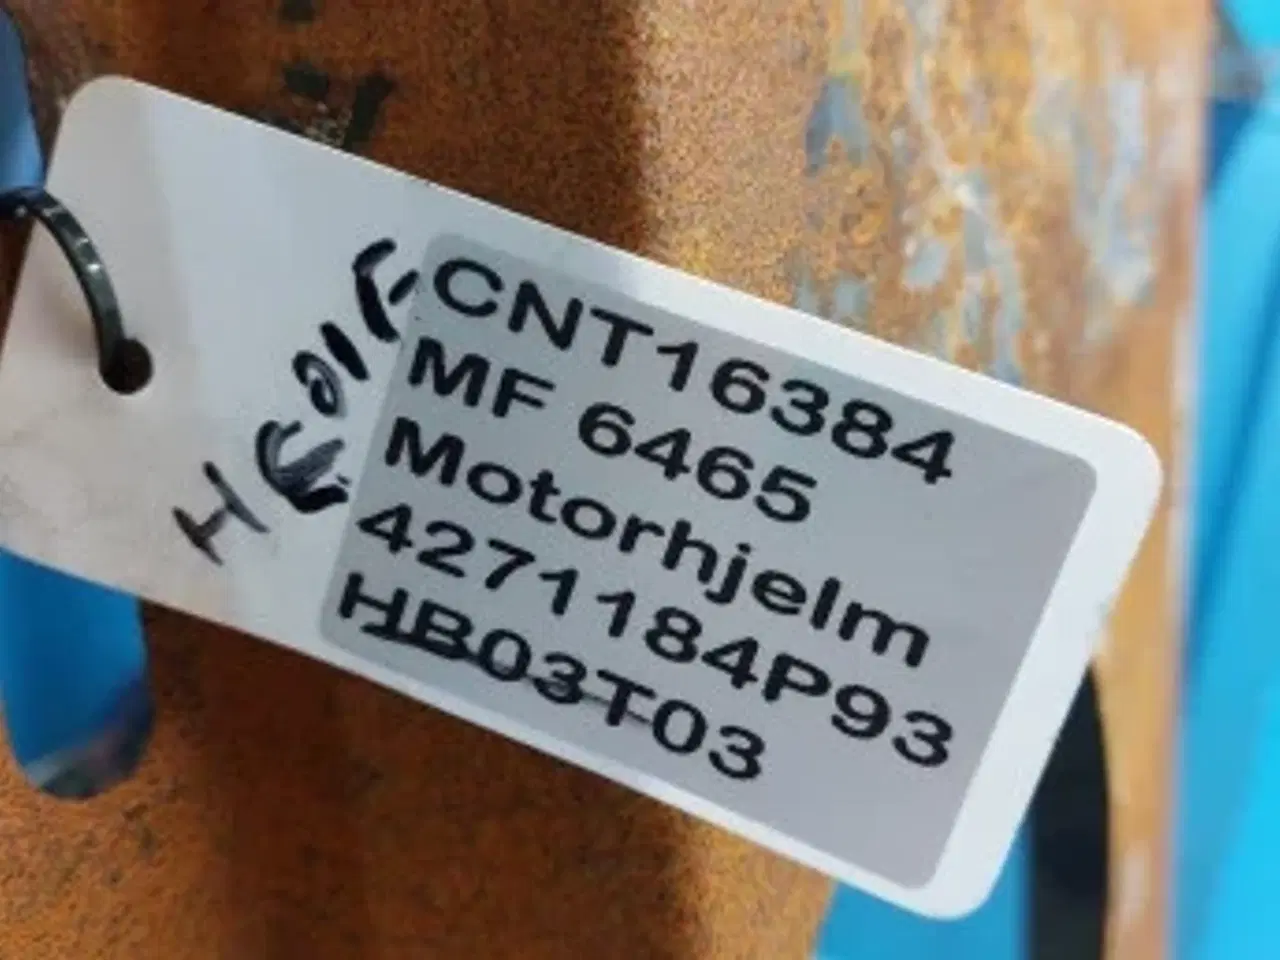 CNT16384
MF 6465
Motorhjelm
4271184P93
HB03T03